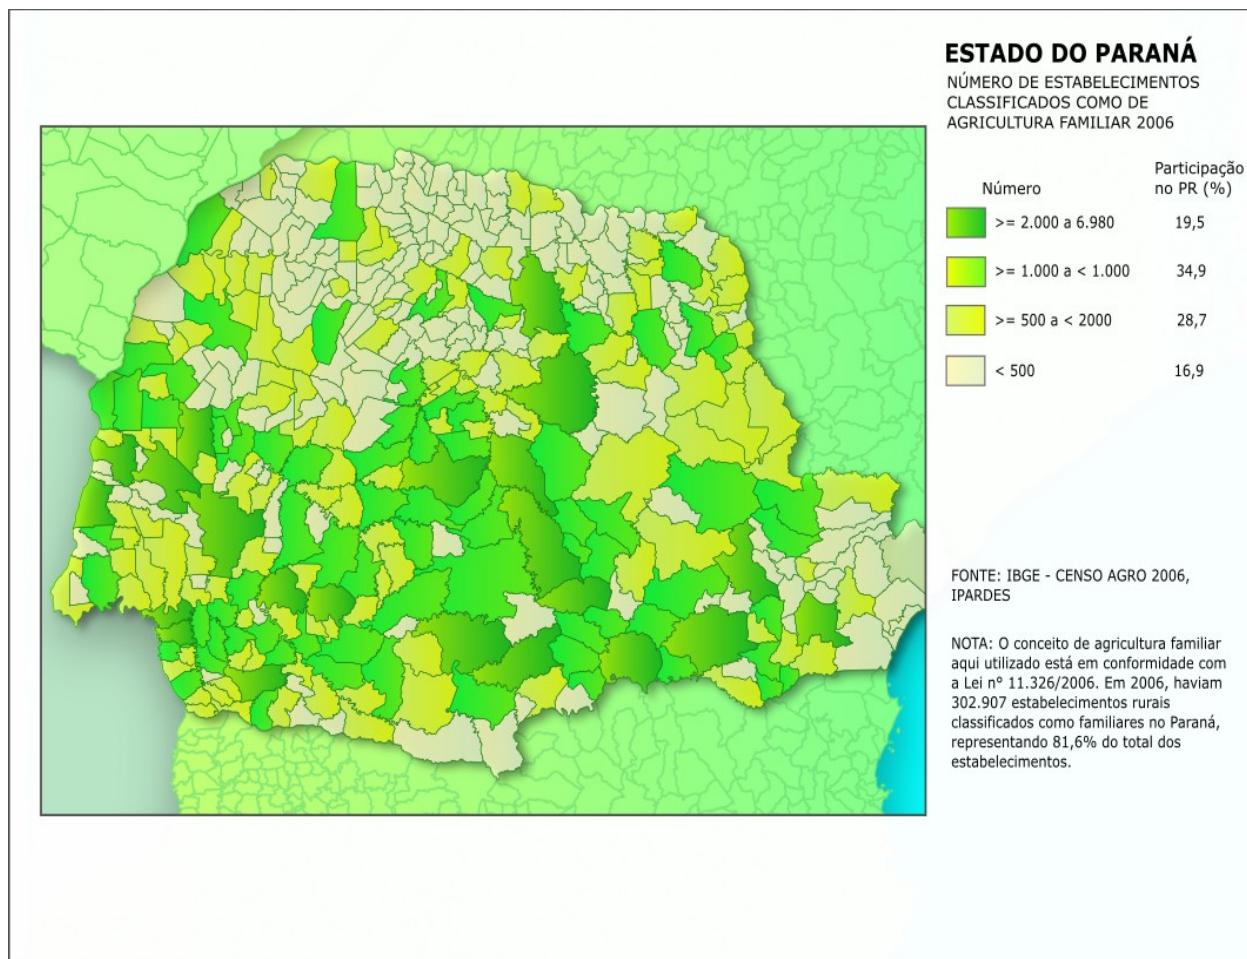 ESTADO DO PARANÁ
NÚMERO DE ESTABELECIMENTOS
CLASSIFICADOS COMO DE
AGRICULTURA FAMILIAR 2006
Número
Participação
no PR (%)
>= 2.000 a 6.980 19,5
>= 1.000 a < 1.000 34,9
>= 500 a < 2000 28,7
< 500 16,9
FONTE: IBGE - CENSO AGRO 2006,
IPARDES
NOTA: O conceito de agricultura familiar
aqui utilizado está em conformidade com
a Lei n° 11.326/2006. Em 2006, haviam
302.907 estabelecimentos rurais
classificados como familiares no Paraná,
representando 81,6% do total dos
estabelecimentos.